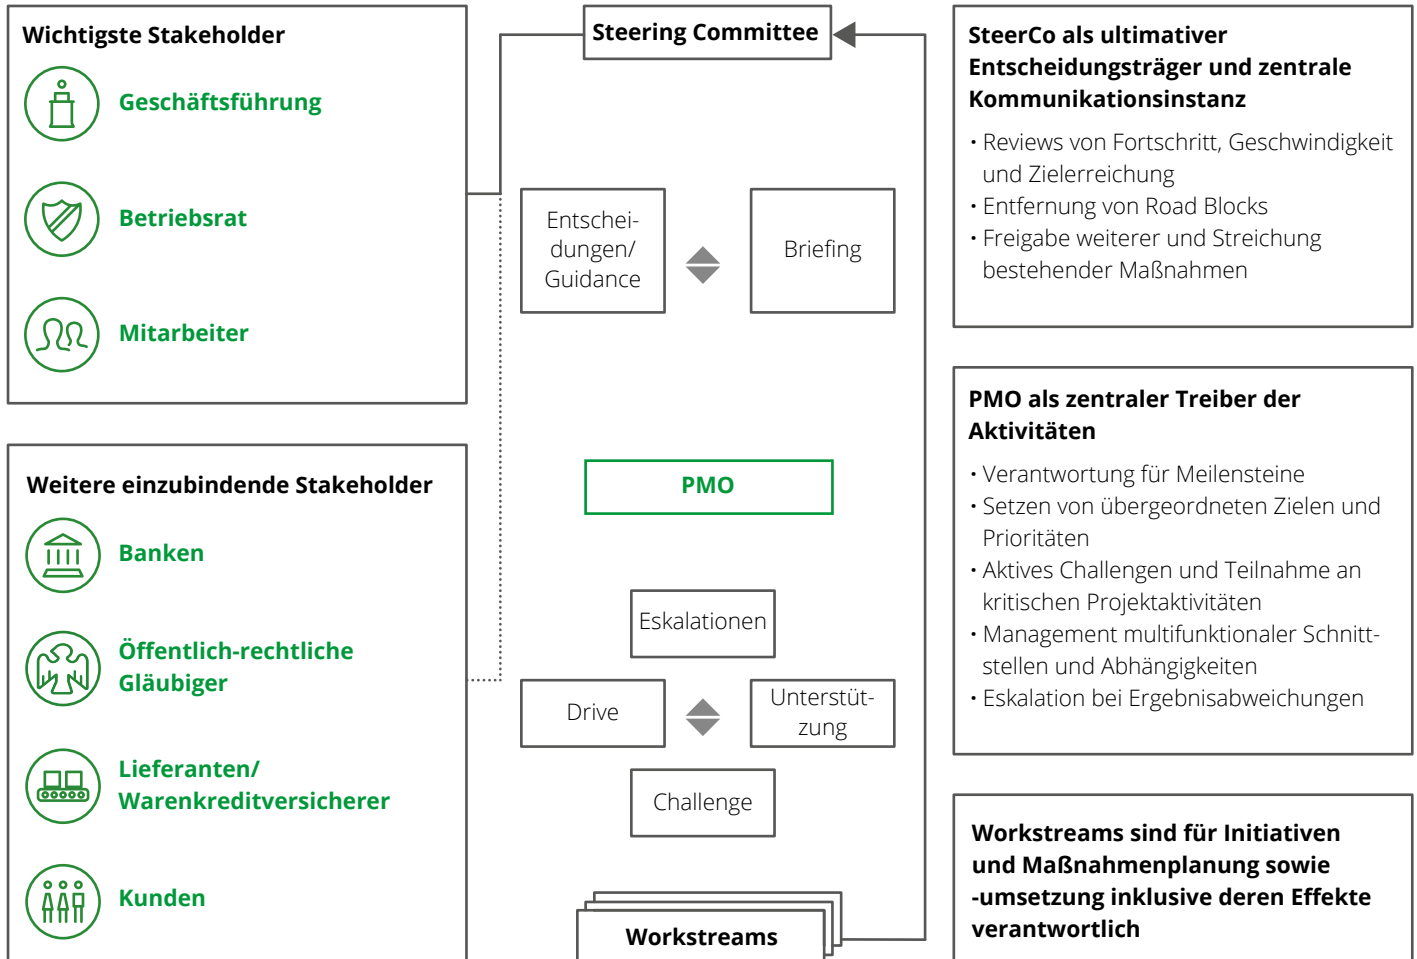 Wichtigste Stakeholder
Geschäftsführung
Betriebsrat
Mitarbeiter
Weitere einzubindende Stakeholder
Banken
Öffentlich-rechtliche
Gläubiger
Lieferanten/
Warenkreditversicherer
Kunden
Steering Committee
Entschei-
dungen/
Guidance
Briefing
PMO
Eskalationen
Drive
Unterstüt-
zung
Challenge
Workstreams
SteerCo als ultimativer
Entscheidungsträger und zentrale
Kommunikationsinstanz
• Reviews von Fortschritt, Geschwindigkeit
und Zielerreichung
• Entfernung von Road Blocks
• Freigabe weiterer und Streichung
bestehender Maßnahmen
PMO als zentraler Treiber der
Aktivitäten
• Verantwortung für Meilensteine
• Setzen von übergeordneten Zielen und
Prioritäten
• Aktives Challengen und Teilnahme an
kritischen Projektaktivitäten
• Management multifunktionaler Schnitt-
stellen und Abhängigkeiten
• Eskalation bei Ergebnisabweichungen
Workstreams sind für Initiativen
und Maßnahmenplanung sowie
-umsetzung inklusive deren Effekte
verantwortlich